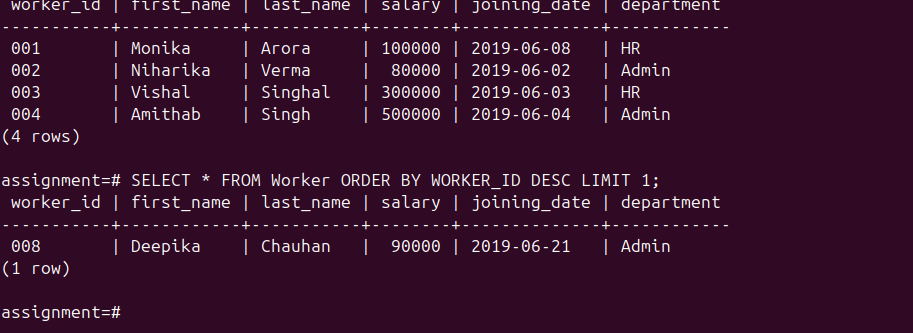 worker_id | first_name | last_name | salary | joining_date | department
-----------+------------+-----------+--------+--------------+------------
 001       | Monika     | Arora     | 100000 | 2019-06-08   | HR
 002       | Niharika   | Verma     |  80000 | 2019-06-02   | Admin
 003       | Vishal     | Singhal   | 300000 | 2019-06-03   | HR
 004       | Amithab    | Singh     | 500000 | 2019-06-04   | Admin
(4 rows)

assignment=# SELECT * FROM Worker ORDER BY WORKER_ID DESC LIMIT 1;
 worker_id | first_name | last_name | salary | joining_date | department
-----------+------------+-----------+--------+--------------+------------
 008       | Deepika    | Chauhan   |  90000 | 2019-06-21   | Admin
(1 row)

assignment=#